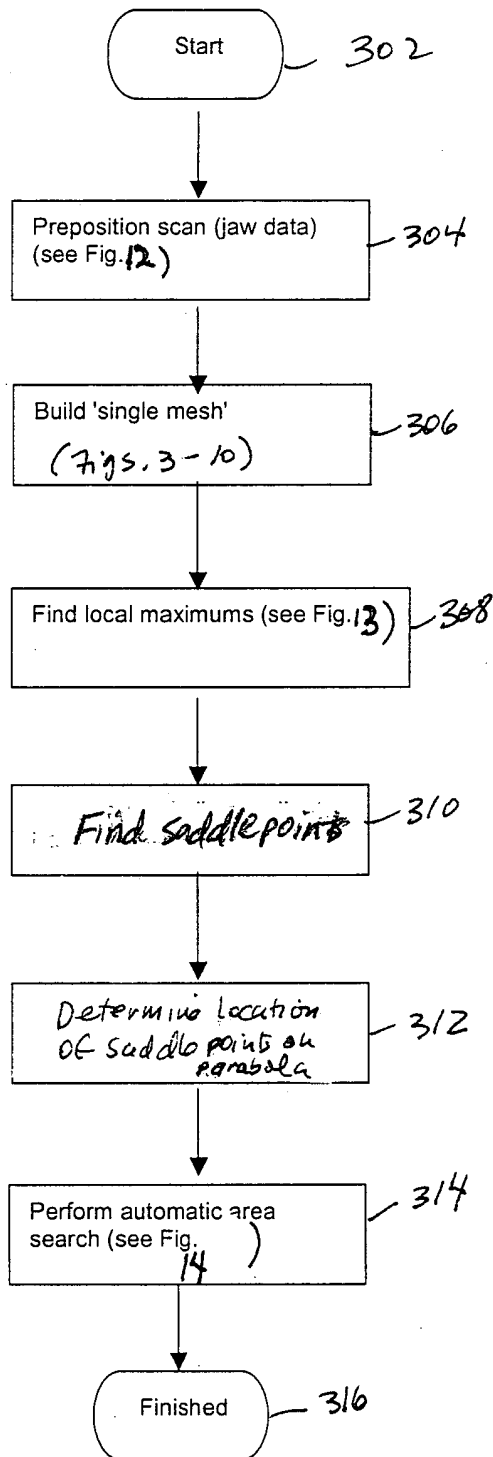 Start
302
Preposition scan (jaw data)
304
(see Fig.12)
Build 'single mesh'
306
(Figs. 3-10)
Find local maximums (see Fig.13)
308
Find saddle points
310
Determine location
of saddle points on
parabola
312
Perform automatic area
314
search (see Fig.
14)
Finished
316